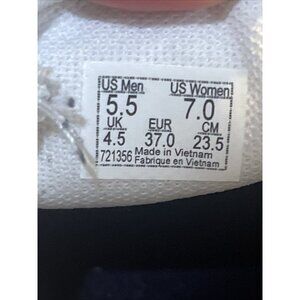 US Men US Women
5.5 7.0
UK EUR CM
4.5 37.0 23.5
721356 Made in Vietnam
Fabriqué en Vietnam